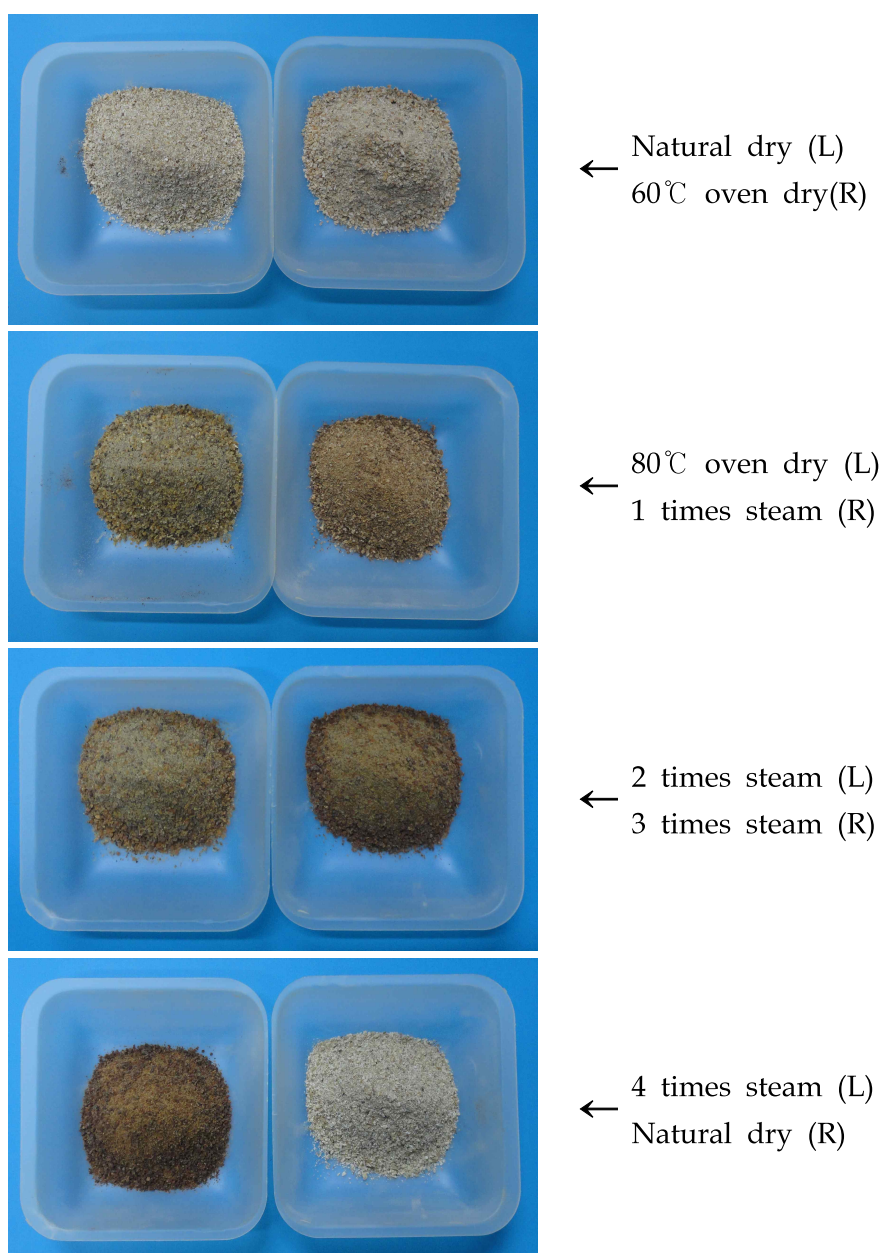 ← Natural dry (L)
60℃ oven dry(R)
← 80℃ oven dry (L)
1 times steam (R)
← 2 times steam (L)
3 times steam (R)
← 4 times steam (L)
Natural dry (R)